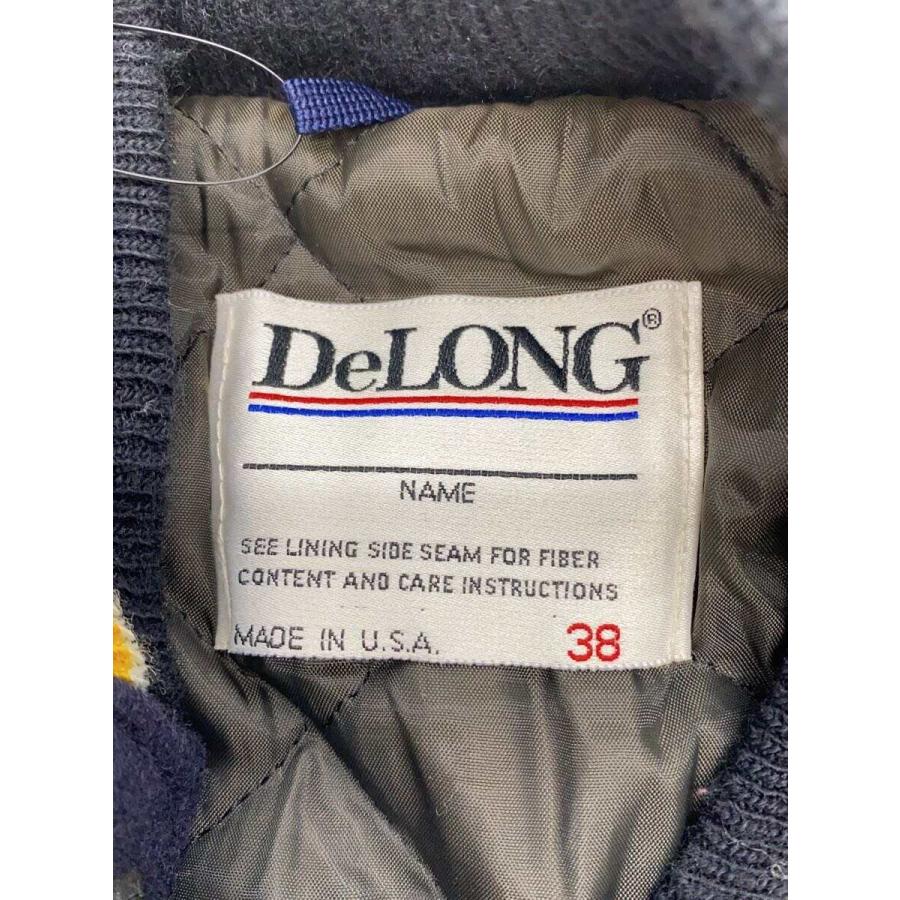 DeLONG®
NAME
SEE LINING SIDE SEAM FOR FIBER
CONTENT AND CARE INSTRUCTIONS
MADE IN U.S.A. 38